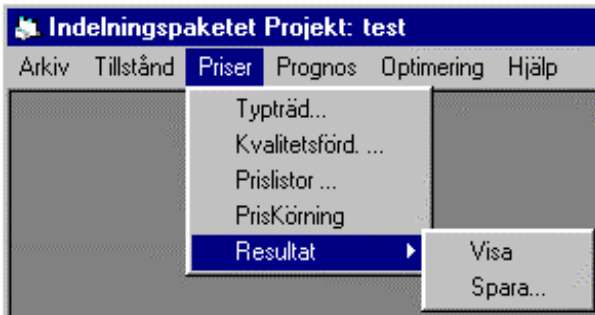 Indelningspaketet Projekt: test
Arkiv Tillstånd Priser Prognos Optimering Hjälp
Typträd...
Kvalitetsförd. ...
Prislistor ...
PrisKörning
Resultat
Visa
Spara...